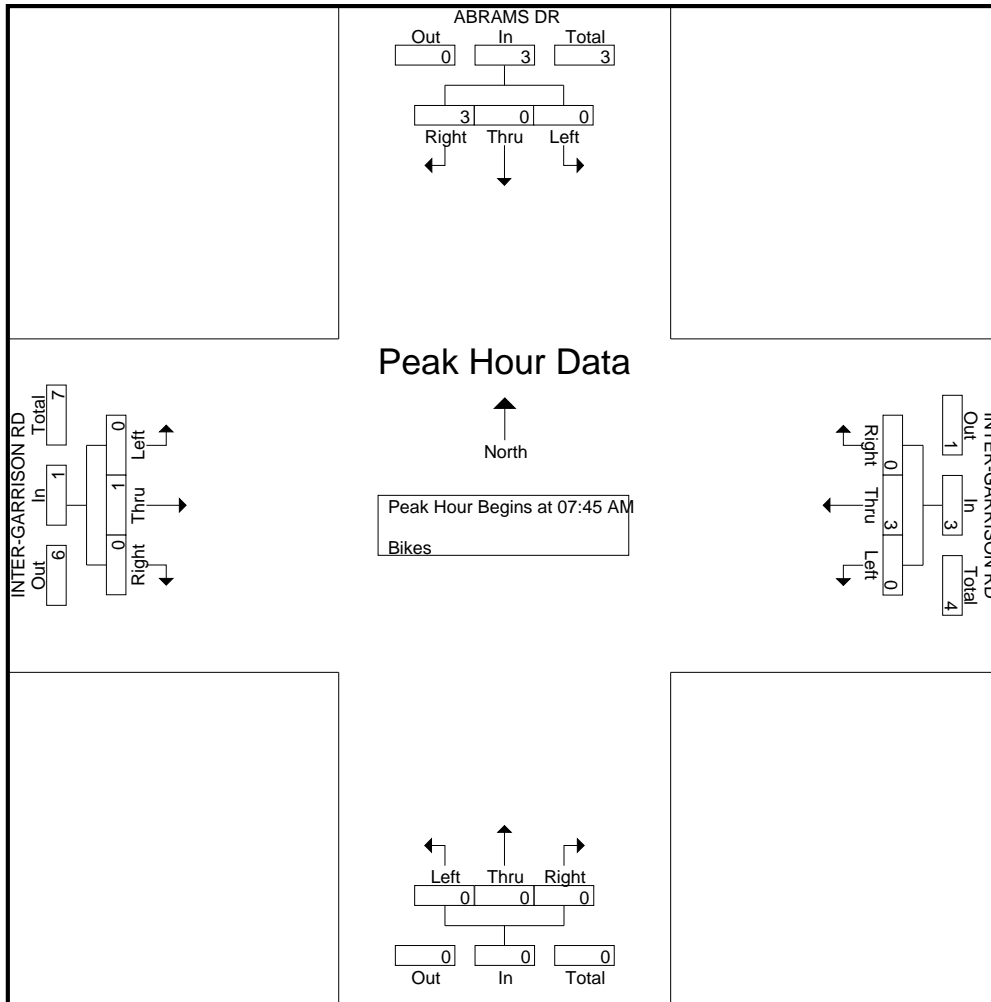 ABRAMS DR
Out In Total
0 3 3
3 0 0
Right Thru Left
Peak Hour Data
North
Peak Hour Begins at 07:45 AM
Bikes
INTER-GARRISON RD
Out In Total
6 1 7
0 1 0
Right Thru Left
INTER-GARRISON RD
Out In Total
1 3 4
Right Thru Left
0 3 0
Left Thru Right
0 0 0
0 0 0
Out In Total